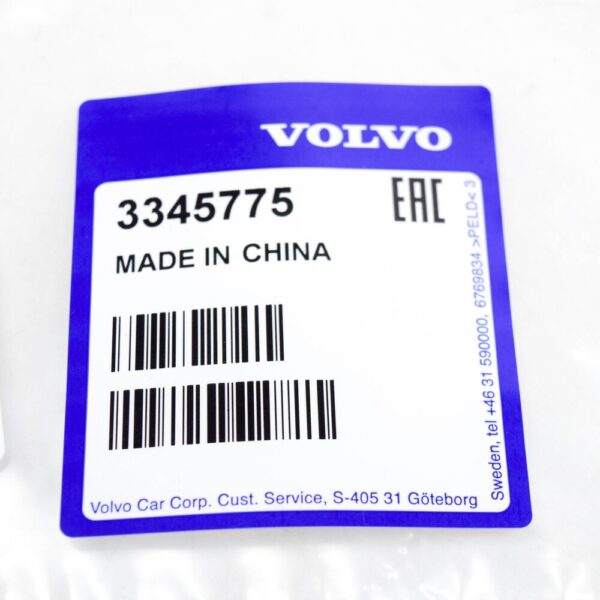 VOLVO
3345775
EAC
MADE IN CHINA
Volvo Car Corp. Cust. Service, S-405 31 Göteborg
Sweden, tel +46 31 590000, 6769834 >PELD< 3